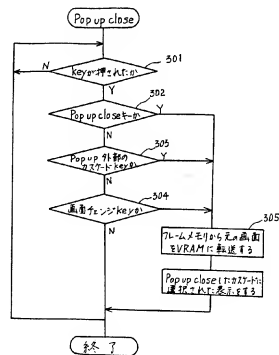 Pop up close
301
keyが押されたか
N
Y
302
Pop up closeキーか
Y
N
303
Pop up 外部の
カスケードkeyか
Y
N
304
画面チェンジkeyか
Y
N
305
フレームメモリから元の画面
をVRAMに転送する
Pop up closeしたカスケードに
選択された表示をする
終了